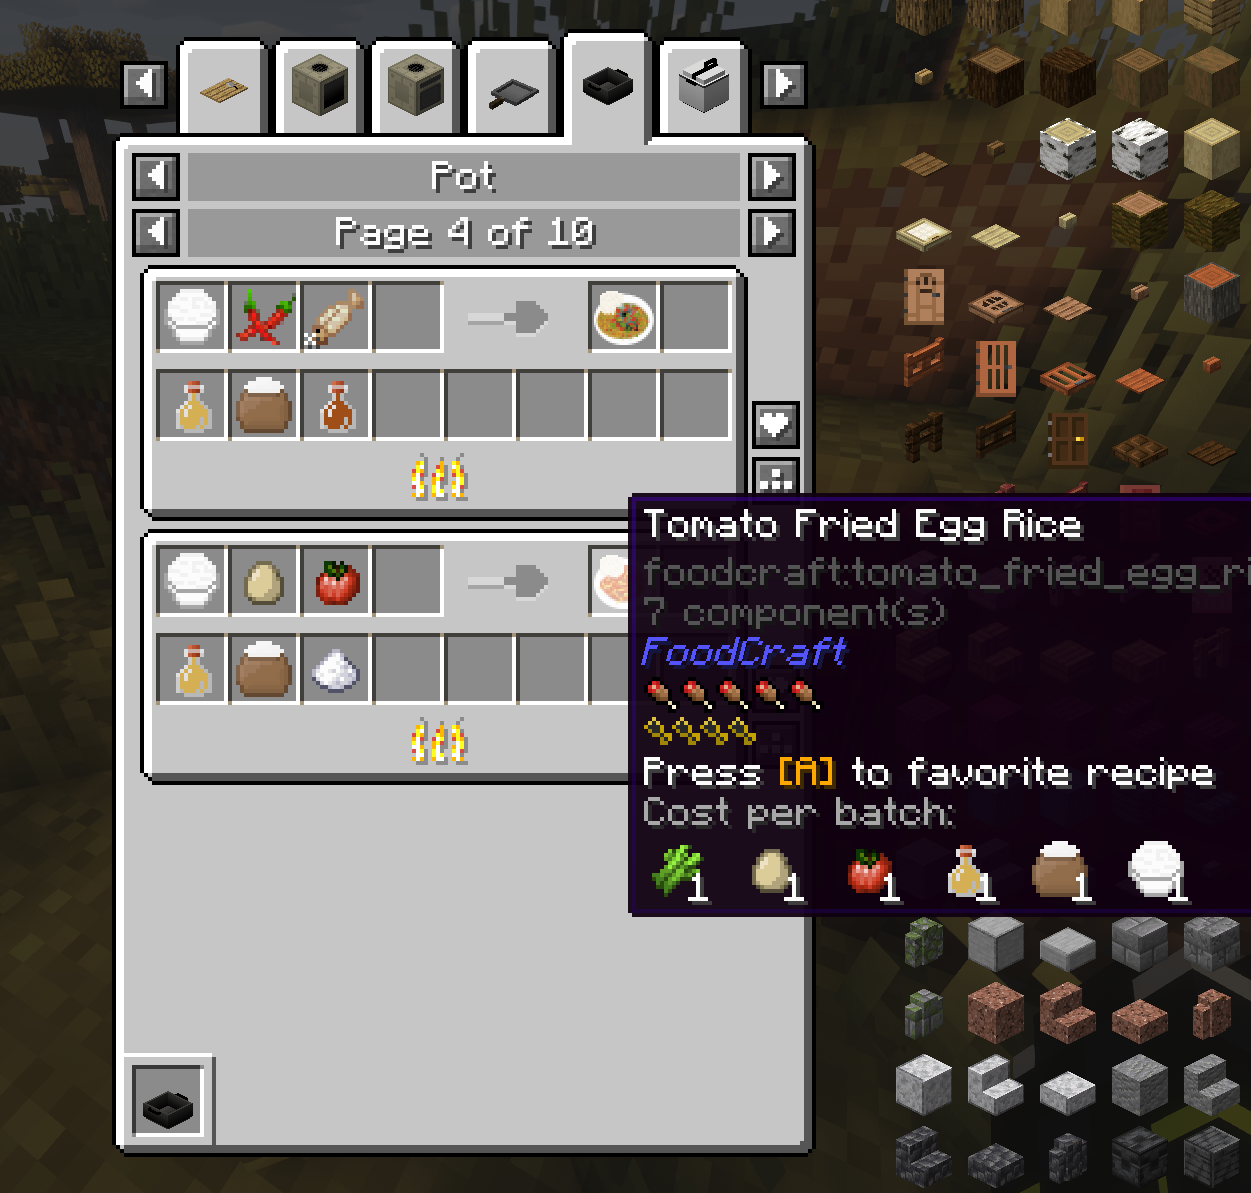 Pot
Page 4 of 10
Tomato Fried Egg Rice
foodcraft:tomato_fried_egg_ri
7 component(s)
FoodCraft
Press [A] to favorite recipe
Cost per batch:
1 1 1 1 1 1